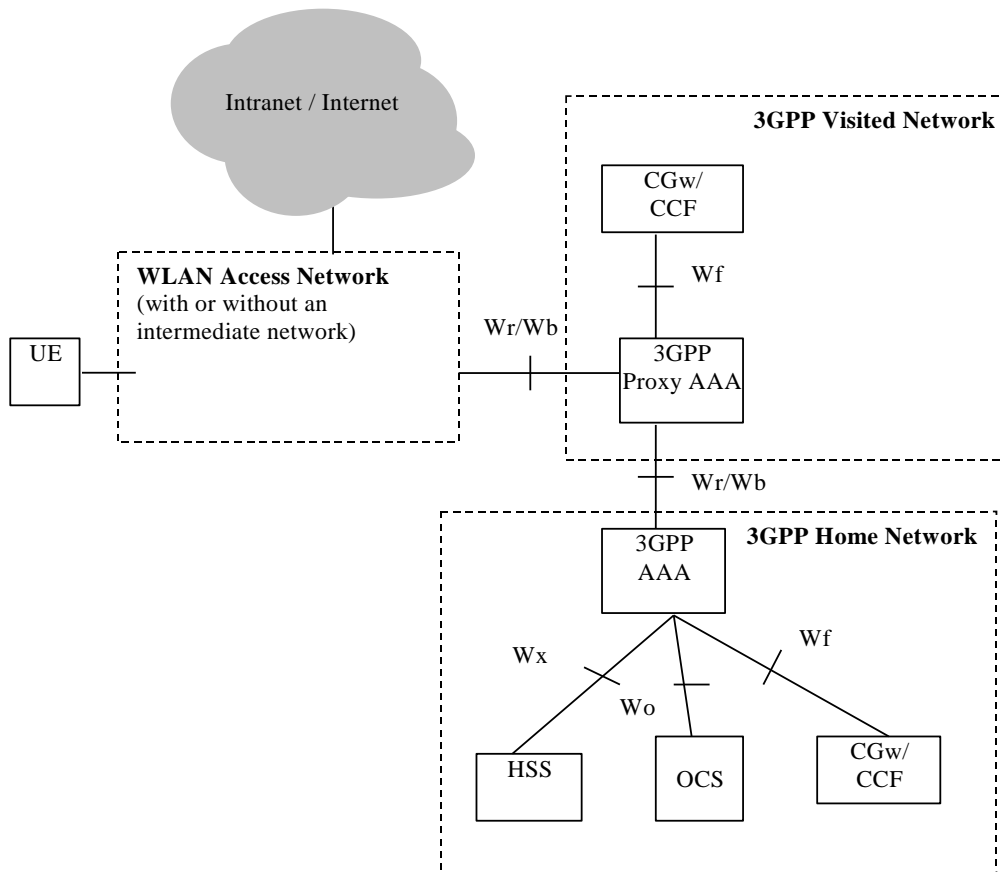 Intranet / Internet
3GPP Visited Network
CGw/
CCF
Wf
WLAN Access Network
(with or without an
intermediate network)
Wr/Wb
UE
3GPP
Proxy AAA
Wr/Wb
3GPP Home Network
3GPP
AAA
Wf
Wx
Wo
HSS
OCS
CGw/
CCF